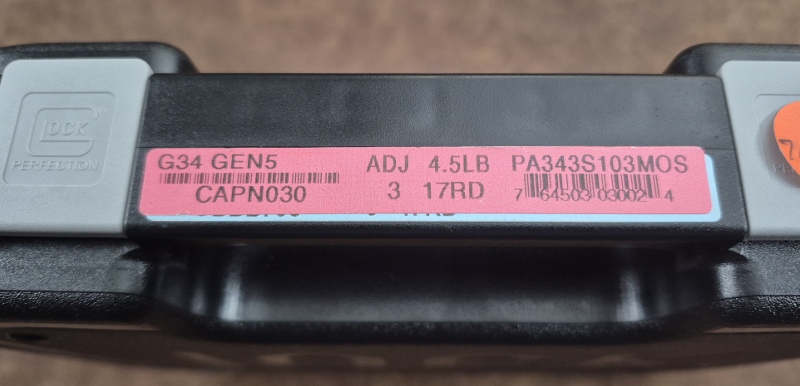 GLOCK
PERFECTION
G34 GEN5 ADJ 4.5LB PA343S103MOS
CAPN030 3 17RD 7 64503 03002 4